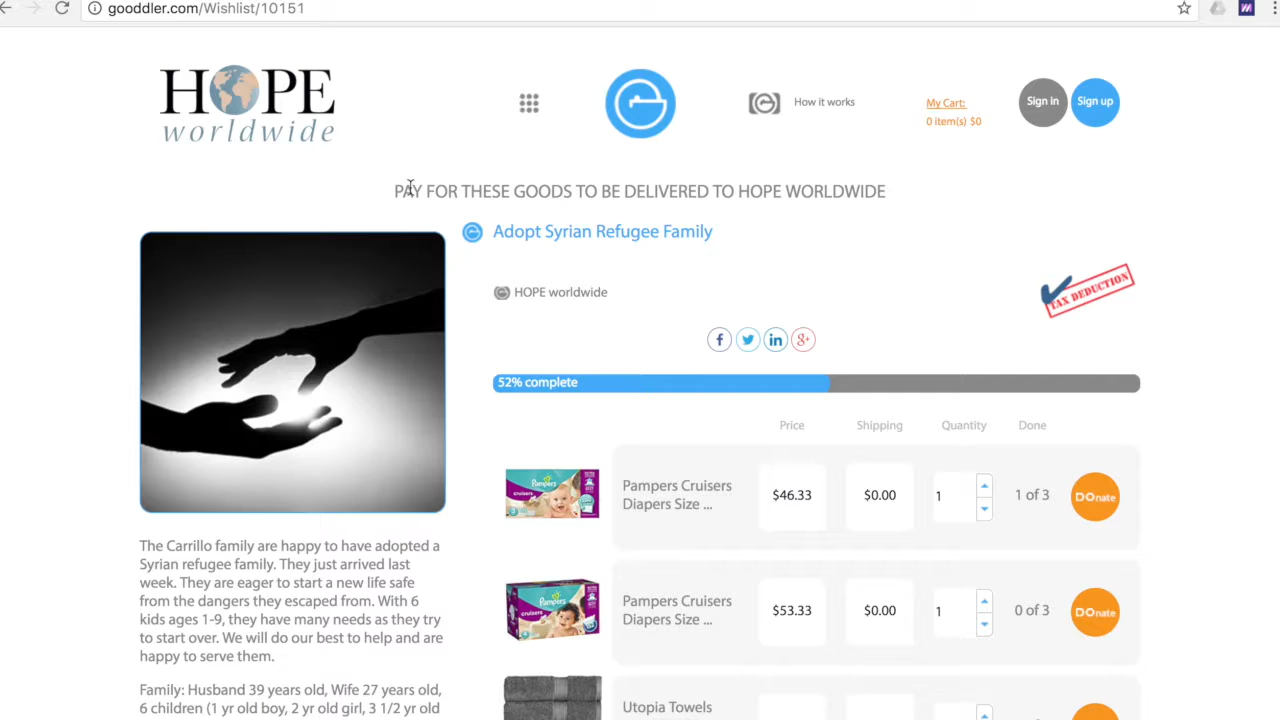 gooddler.com/Wishlist/10151
HOPE
worldwide
How it works
My Cart:
0 item(s) $0
Sign in
Sign up
PAY FOR THESE GOODS TO BE DELIVERED TO HOPE WORLDWIDE
Adopt Syrian Refugee Family
HOPE worldwide
TAX DEDUCTION
52% complete
Price Shipping Quantity Done
Pampers Cruisers
Diapers Size ...
$46.33 $0.00 1 1 of 3 DOnate
Pampers Cruisers
Diapers Size ...
$53.33 $0.00 1 0 of 3 DOnate
Utopia Towels
The Carrillo family are happy to have adopted a
Syrian refugee family. They just arrived last
week. They are eager to start a new life safe
from the dangers they escaped from. With 6
kids ages 1-9, they have many needs as they try
to start over. We will do our best to help and are
happy to serve them.
Family: Husband 39 years old, Wife 27 years old,
6 children (1 yr old boy, 2 yr old girl, 3 1/2 yr old